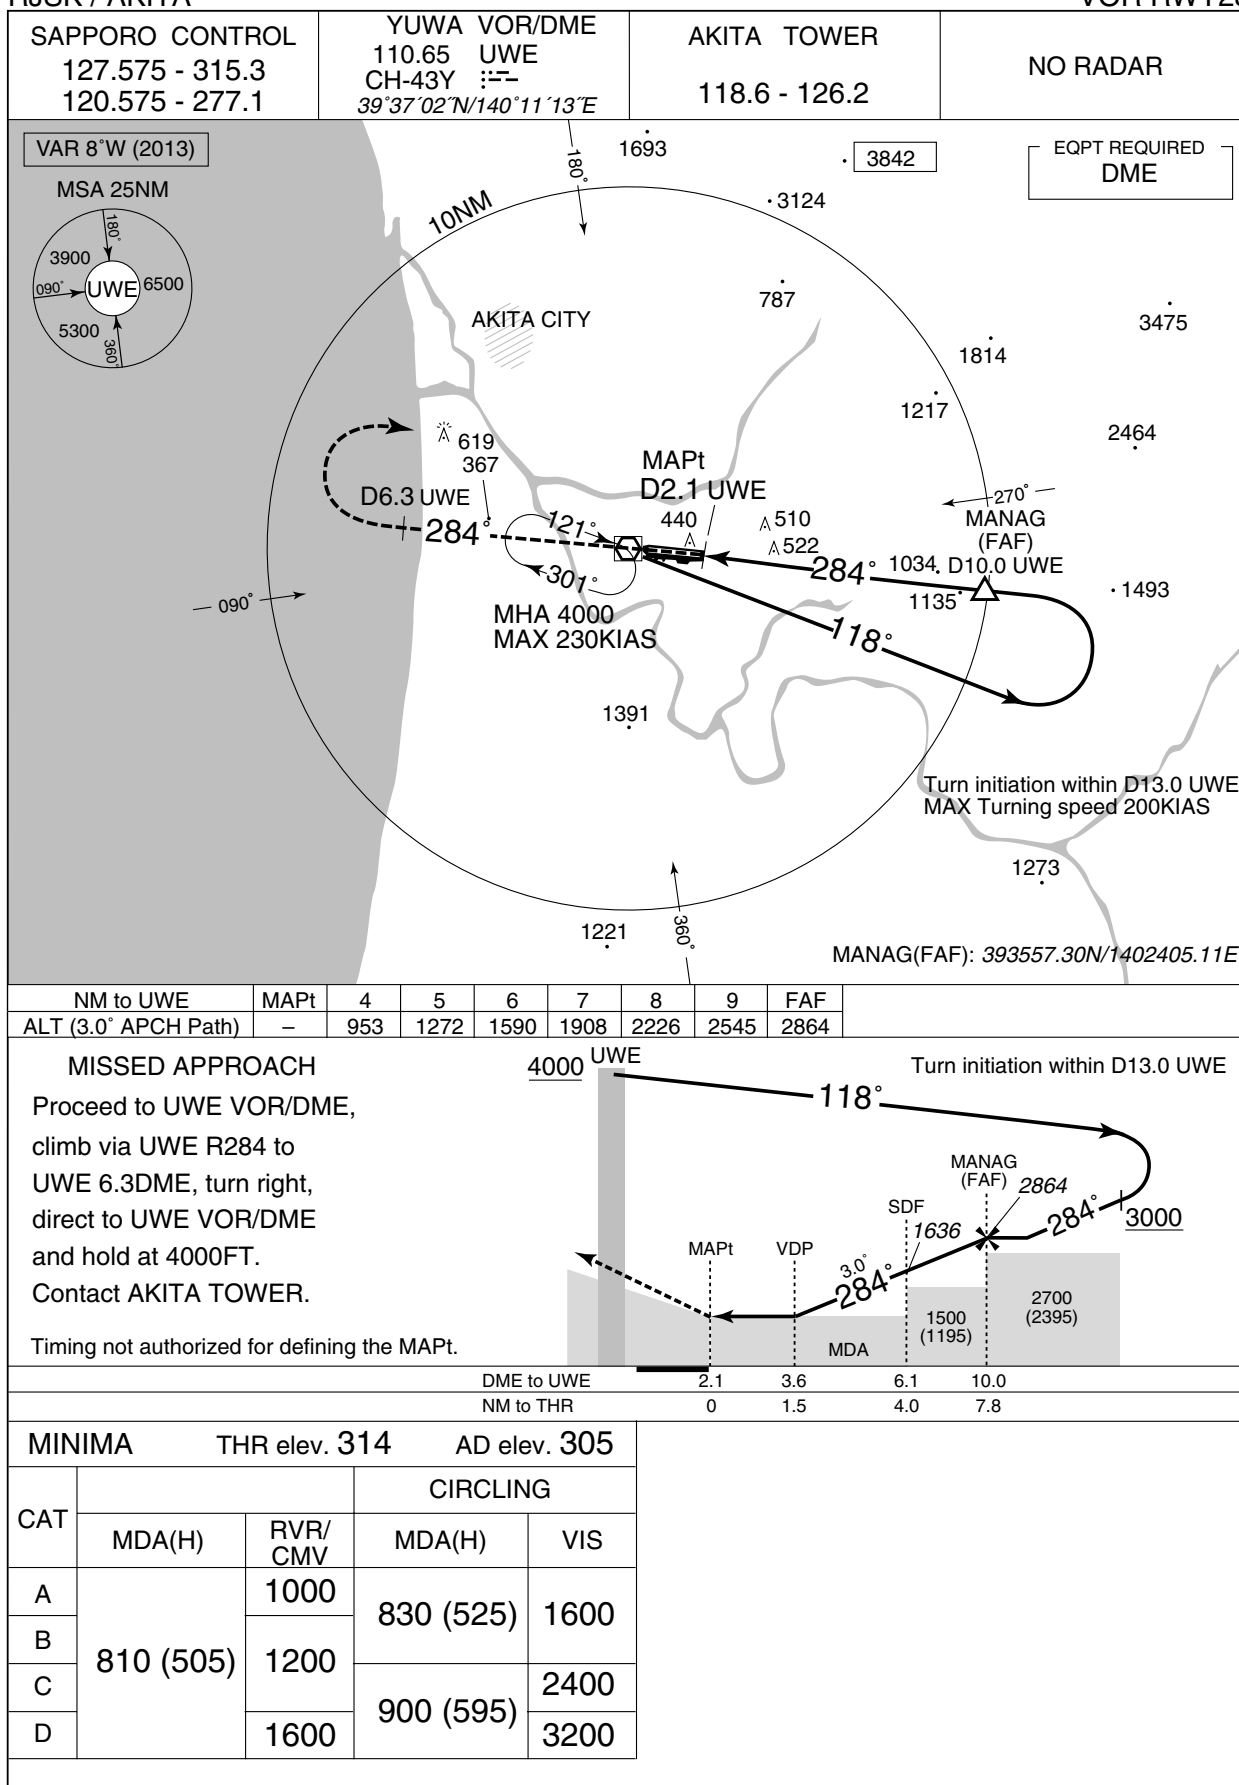 SAPPORO CONTROL
127.575 - 315.3
120.575 - 277.1
YUWA VOR/DME
110.65 UWE
CH-43Y
39°37´02˝N/140°11´13˝E
AKITA TOWER
118.6 - 126.2
NO RADAR
VAR 8°W (2013)
MSA 25NM
180°
3900
090°
UWE
6500
5300
360°
180°
1693
3842
EQPT REQUIRED
DME
10NM
3124
787
3475
AKITA CITY
1814
1217
2464
619
367
MAPt
D2.1 UWE
D6.3 UWE
270°
284°
121°
440
510
522
MANAG
(FAF)
D10.0 UWE
284°
1034
301°
1135
1493
090°
MHA 4000
MAX 230KIAS
118°
1391
Turn initiation within D13.0 UWE
MAX Turning speed 200KIAS
1273
1221
360°
MANAG(FAF): 393557.30N/1402405.11E
NM to UWE MAPt 4 5 6 7 8 9 FAF
ALT (3.0° APCH Path) – 953 1272 1590 1908 2226 2545 2864
MISSED APPROACH
Proceed to UWE VOR/DME,
climb via UWE R284 to
UWE 6.3DME, turn right,
direct to UWE VOR/DME
and hold at 4000FT.
Contact AKITA TOWER.
Timing not authorized for defining the MAPt.
4000
UWE
Turn initiation within D13.0 UWE
118°
MANAG
(FAF)
2864
SDF
1636
284°
3000
MAPt
VDP
3.0°
284°
1500
(1195)
2700
(2395)
MDA
DME to UWE 2.1 3.6 6.1 10.0
NM to THR 0 1.5 4.0 7.8
MINIMA THR elev. 314 AD elev. 305
CAT
CIRCLING
MDA(H)
RVR/
CMV
MDA(H)
VIS
A
B
C
D
810 (505)
1000
1200
1600
830 (525)
900 (595)
1600
2400
3200